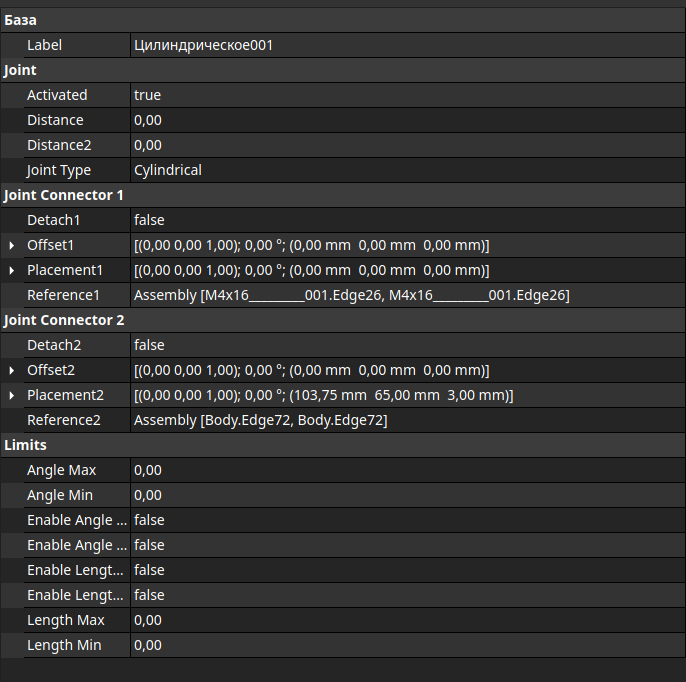 База
Label Цилиндрическое001
Joint
Activated true
Distance 0,00
Distance2 0,00
Joint Type Cylindrical
Joint Connector 1
Detach1 false
Offset1 [(0,00 0,00 1,00); 0,00 °; (0,00 mm 0,00 mm 0,00 mm)]
Placement1 [(0,00 0,00 1,00); 0,00 °; (0,00 mm 0,00 mm 0,00 mm)]
Reference1 Assembly [M4x16_________001.Edge26, M4x16_________001.Edge26]
Joint Connector 2
Detach2 false
Offset2 [(0,00 0,00 1,00); 0,00 °; (0,00 mm 0,00 mm 0,00 mm)]
Placement2 [(0,00 0,00 1,00); 0,00 °; (103,75 mm 65,00 mm 3,00 mm)]
Reference2 Assembly [Body.Edge72, Body.Edge72]
Limits
Angle Max 0,00
Angle Min 0,00
Enable Angle ... false
Enable Angle ... false
Enable Lengt... false
Enable Lengt... false
Length Max 0,00
Length Min 0,00